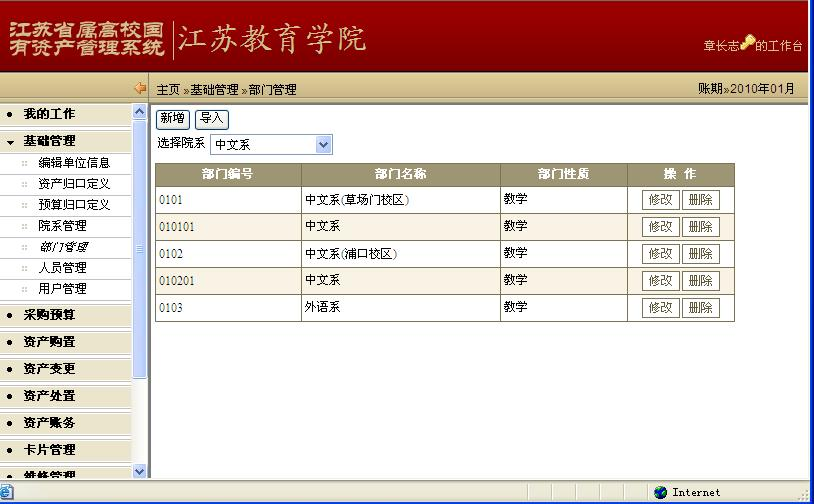 江苏省属高校国
有资产管理系统
江苏教育学院
章长志的工作台
主页»基础管理»部门管理
账期»2010年01月
我的工作
基础管理
编辑单位信息
资产归口定义
预算归口定义
院系管理
部门管理
人员管理
用户管理
采购预算
资产购置
资产变更
资产处置
资产账务
卡片管理
维修管理
新增 导入
选择院系 中文系
部门编号 部门名称 部门性质 操 作
0101 中文系(草场门校区) 教学 修改 删除
010101 中文系 教学 修改 删除
0102 中文系(浦口校区) 教学 修改 删除
010201 中文系 教学 修改 删除
0103 外语系 教学 修改 删除
Internet